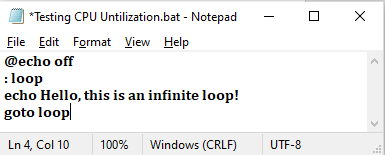 *Testing CPU Untilization.bat - Notepad
File Edit Format View Help
@echo off
: loop
echo Hello, this is an infinite loop!
goto loop
Ln 4, Col 10 100% Windows (CRLF) UTF-8